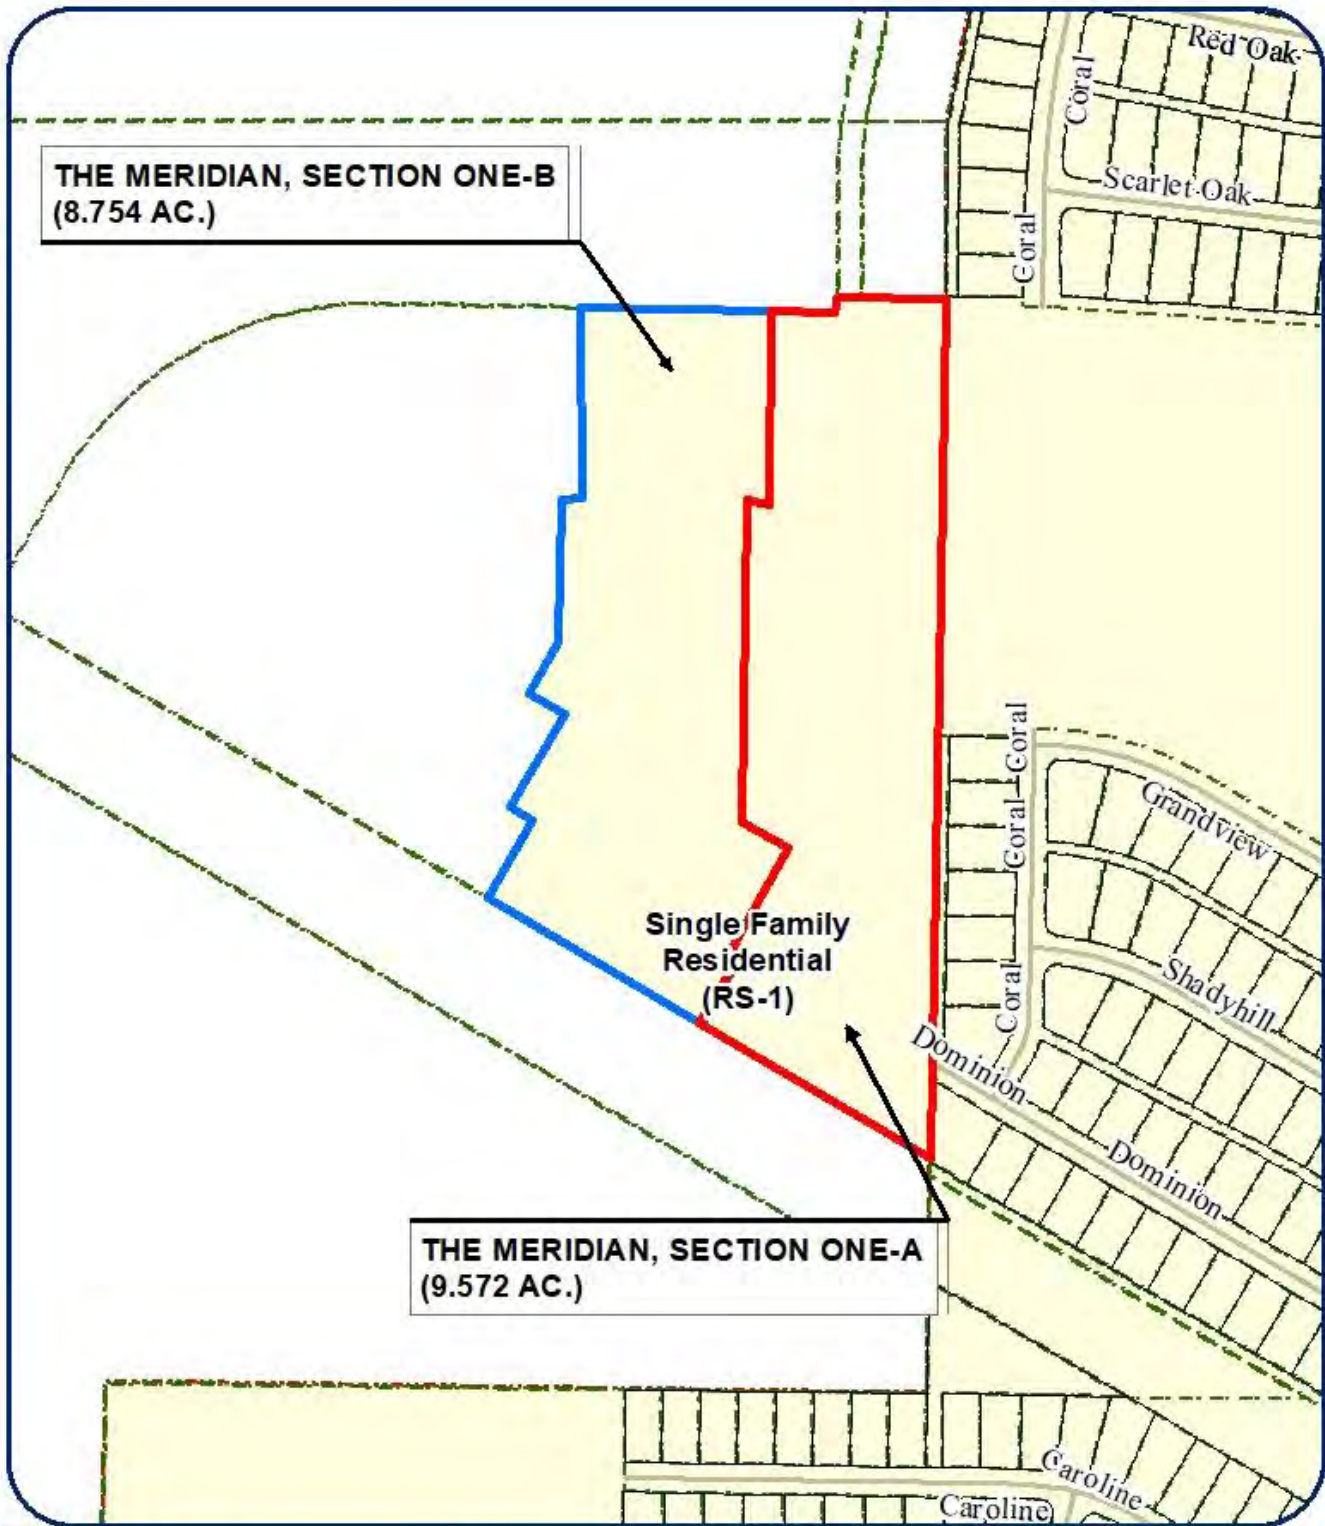 Red Oak
Coral
Scarlet Oak
Coral
THE MERIDIAN, SECTION ONE-B
(8.754 AC.)
Coral
Grandview
Coral
Single Family
Residential
(RS-1)
Shadyhill
Coral
Dominion
Dominion
THE MERIDIAN, SECTION ONE-A
(9.572 AC.)
Caroline
Caroline